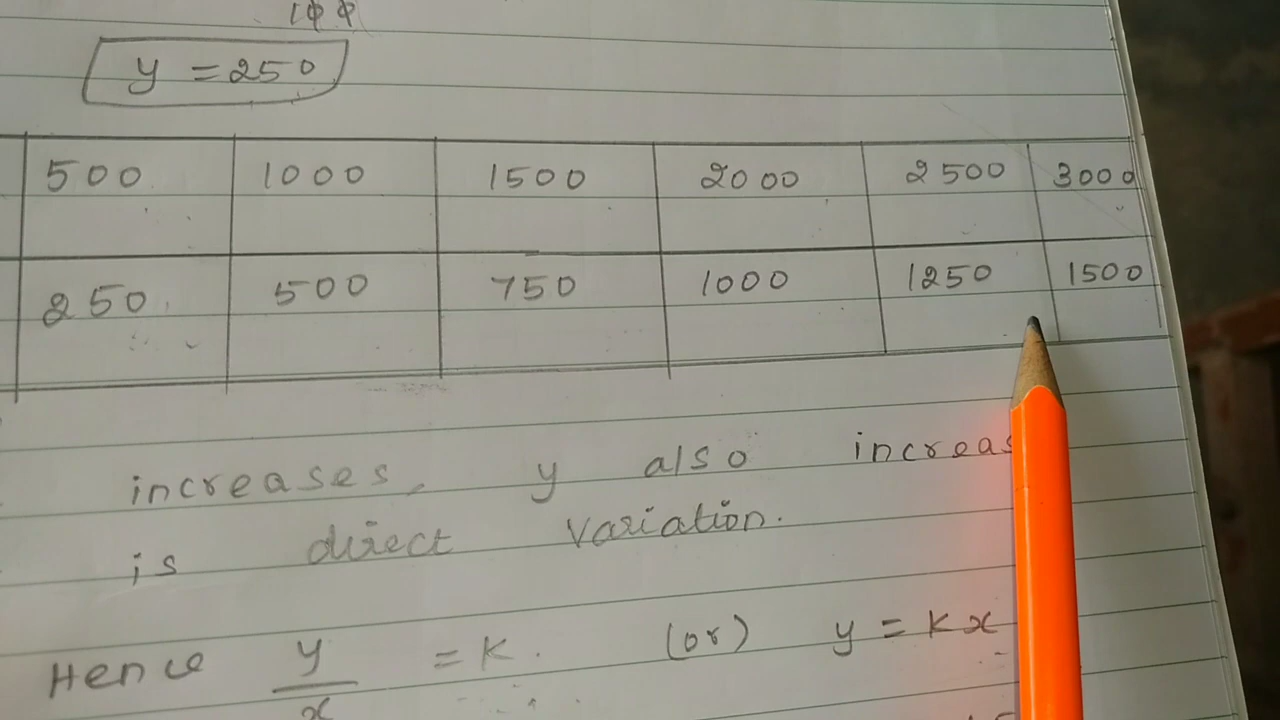 y = 250
500 1000 1500 2000 2500 3000
250 500 750 1000 1250 1500
increases, y also increas
is direct variation.
Hence y/x = K. (or) y = Kx